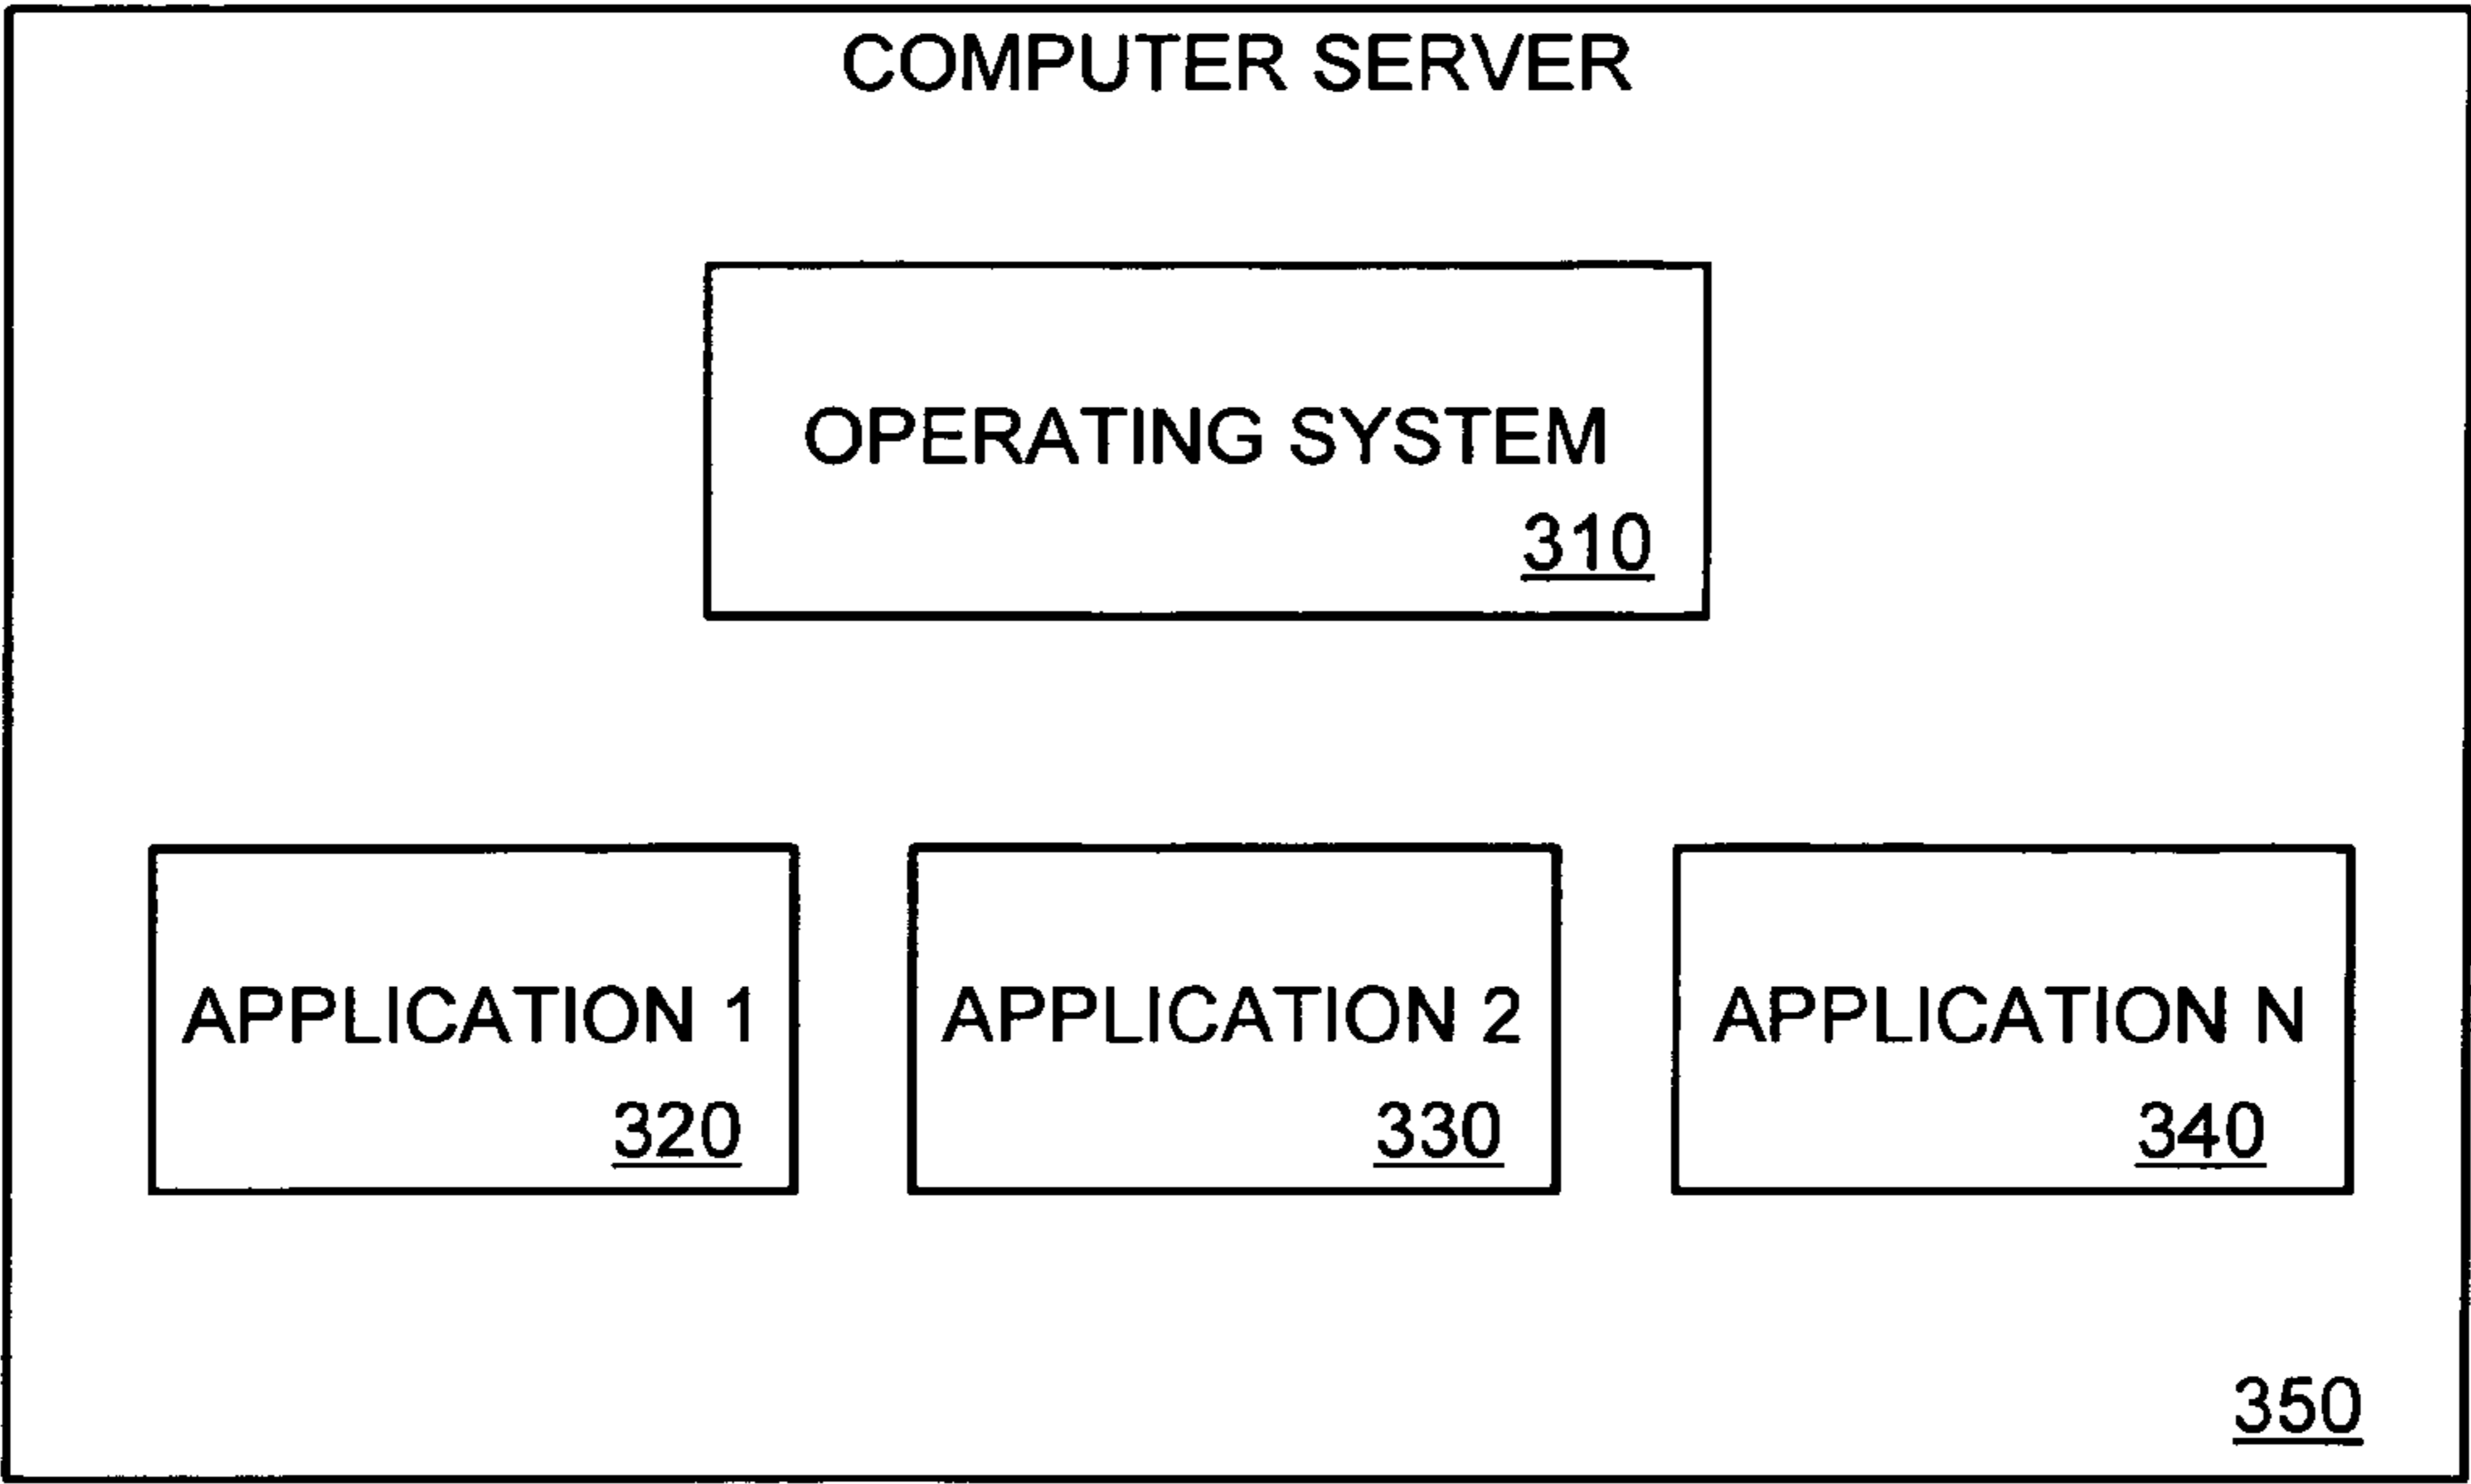 COMPUTER SERVER
OPERATING SYSTEM
310
APPLICATION 1
320
APPLICATION 2
330
APPLICATION N
340
350